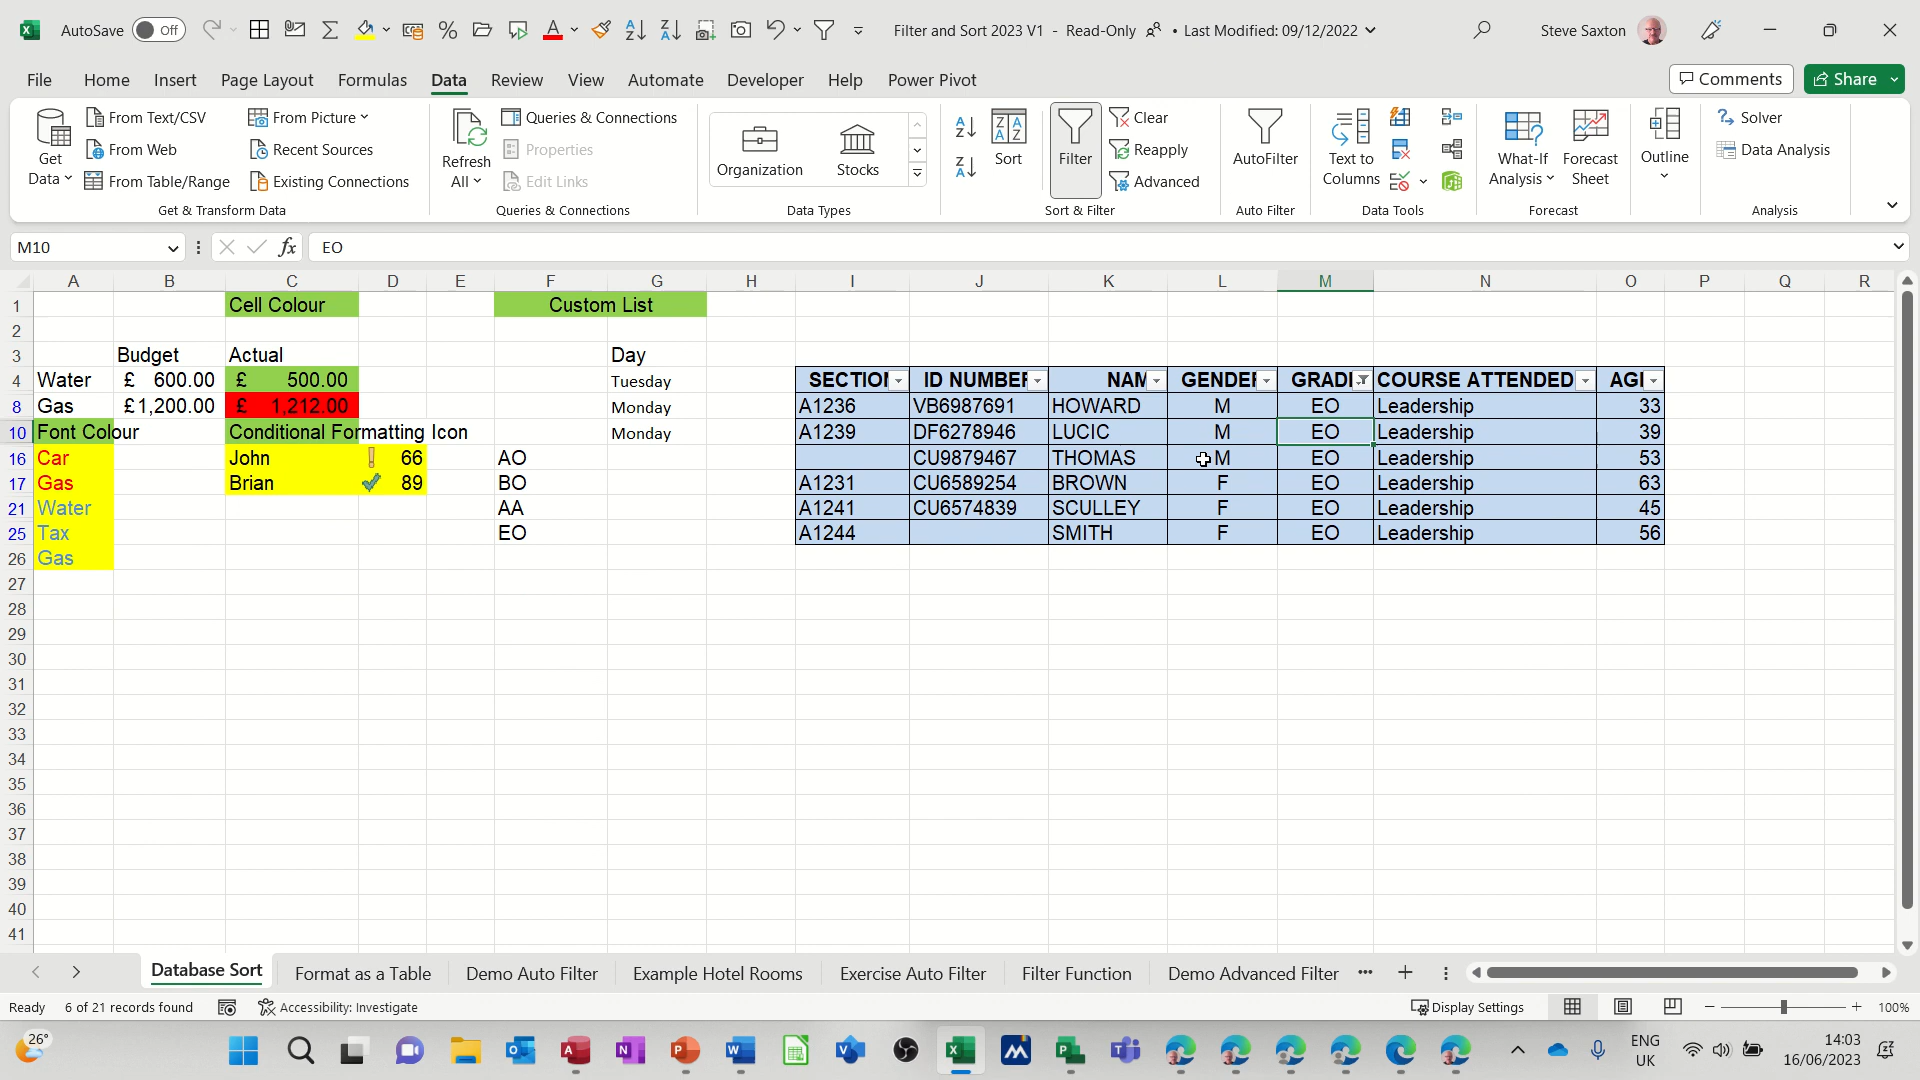 AutoSave Off Filter and Sort 2023 V1 - Read-Only • Last Modified: 09/12/2022 Steve Saxton
File Home Insert Page Layout Formulas Data Review View Automate Developer Help Power Pivot Comments Share
Get Data From Text/CSV From Web From Table/Range From Picture Recent Sources Existing Connections
Get & Transform Data
Refresh All Queries & Connections Properties Edit Links
Queries & Connections
Organization Stocks
Data Types
Sort Filter Clear Reapply Advanced
Sort & Filter
AutoFilter
Auto Filter
Text to Columns
Data Tools
What-If Analysis Forecast Sheet
Forecast
Outline
Solver Data Analysis
Analysis
M10 fx EO
A B C D E F G H I J K L M N O P Q R
1 Cell Colour Custom List
2
3 Budget Actual Day
4 Water £ 600.00 £ 500.00 Tuesday SECTIO ID NUMBER NAM GENDE GRAD COURSE ATTENDED AG
8 Gas £1,200.00 £ 1,212.00 Monday A1236 VB6987691 HOWARD M EO Leadership 33
10 Font Colour Conditional Formatting Icon Monday A1239 DF6278946 LUCIC M EO Leadership 39
16 Car John ! 66 AO CU9879467 THOMAS M EO Leadership 53
17 Gas Brian 89 BO A1231 CU6589254 BROWN F EO Leadership 63
21 Water AA A1241 CU6574839 SCULLEY F EO Leadership 45
25 Tax EO A1244 SMITH F EO Leadership 56
26 Gas
27
28
29
30
31
32
33
34
35
36
37
38
39
40
41
Database Sort Format as a Table Demo Auto Filter Example Hotel Rooms Exercise Auto Filter Filter Function Demo Advanced Filter
Ready 6 of 21 records found Accessibility: Investigate Display Settings 100%
26° ENG UK 14:03 16/06/2023